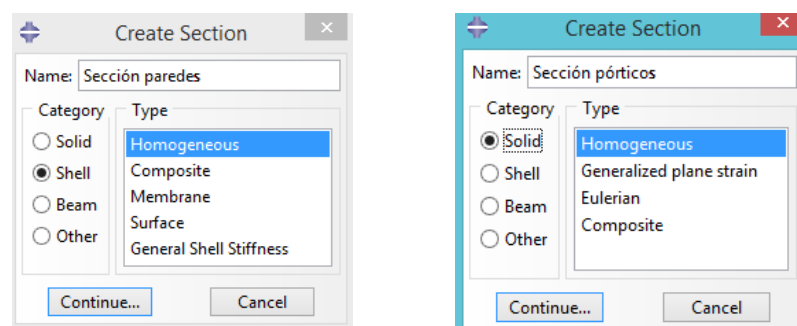 Create Section
Name: Sección paredes
Category
Type
Solid
Shell
Beam
Other
Homogeneous
Composite
Membrane
Surface
General Shell Stiffness
Continue...
Cancel
Create Section
Name: Sección pórticos
Category
Type
Solid
Shell
Beam
Other
Homogeneous
Generalized plane strain
Eulerian
Composite
Continue...
Cancel